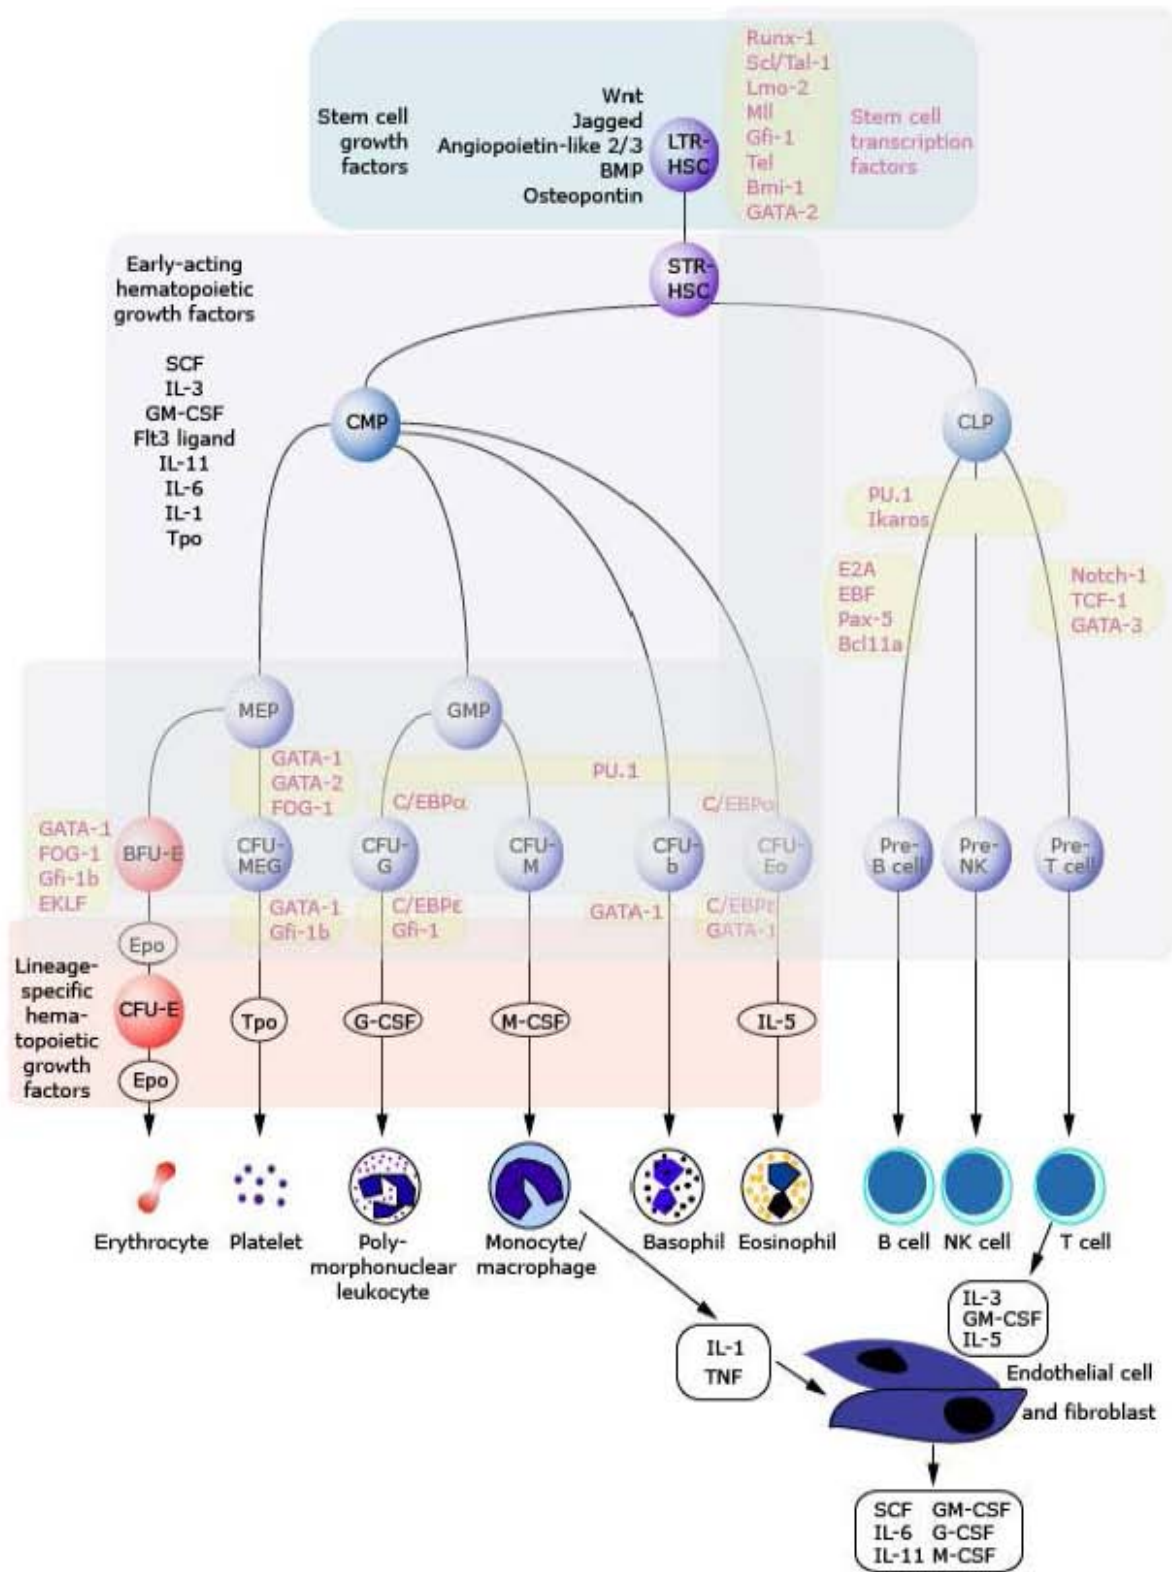 Stem cell
growth
factors
Wnt
Jagged
Angiopoietin-like 2/3
BMP
Osteopontin
LTR-
HSC
Runx-1
Scl/Tal-1
Lmo-2
Mll
Gfi-1
Tel
Bmi-1
GATA-2
Stem cell
transcription
factors
STR-
HSC
Early-acting
hematopoietic
growth factors
SCF
IL-3
GM-CSF
Flt3 ligand
IL-11
IL-6
IL-1
Tpo
CMP
CLP
PU.1
Ikaros
E2A
EBF
Pax-5
Bcl11a
Notch-1
TCF-1
GATA-3
MEP
GMP
GATA-1
GATA-2
FOG-1
PU.1
C/EBPα
C/EBPα
GATA-1
FOG-1
Gfi-1b
EKLF
BFU-E
CFU-
MEG
CFU-
G
CFU-
M
CFU-
b
CFU-
Eo
Pre-
B cell
Pre-
NK
Pre-
T cell
GATA-1
Gfi-1b
C/EBPε
Gfi-1
GATA-1
C/EBPε
GATA-1
Epo
Lineage-
specific
hema-
topoietic
growth
factors
CFU-E
Tpo
G-CSF
M-CSF
IL-5
Epo
Erythrocyte
Platelet
Poly-
morphonuclear
leukocyte
Monocyte/
macrophage
Basophil
Eosinophil
B cell
NK cell
T cell
IL-3
GM-CSF
IL-5
IL-1
TNF
Endothelial cell
and fibroblast
SCF GM-CSF
IL-6 G-CSF
IL-11 M-CSF